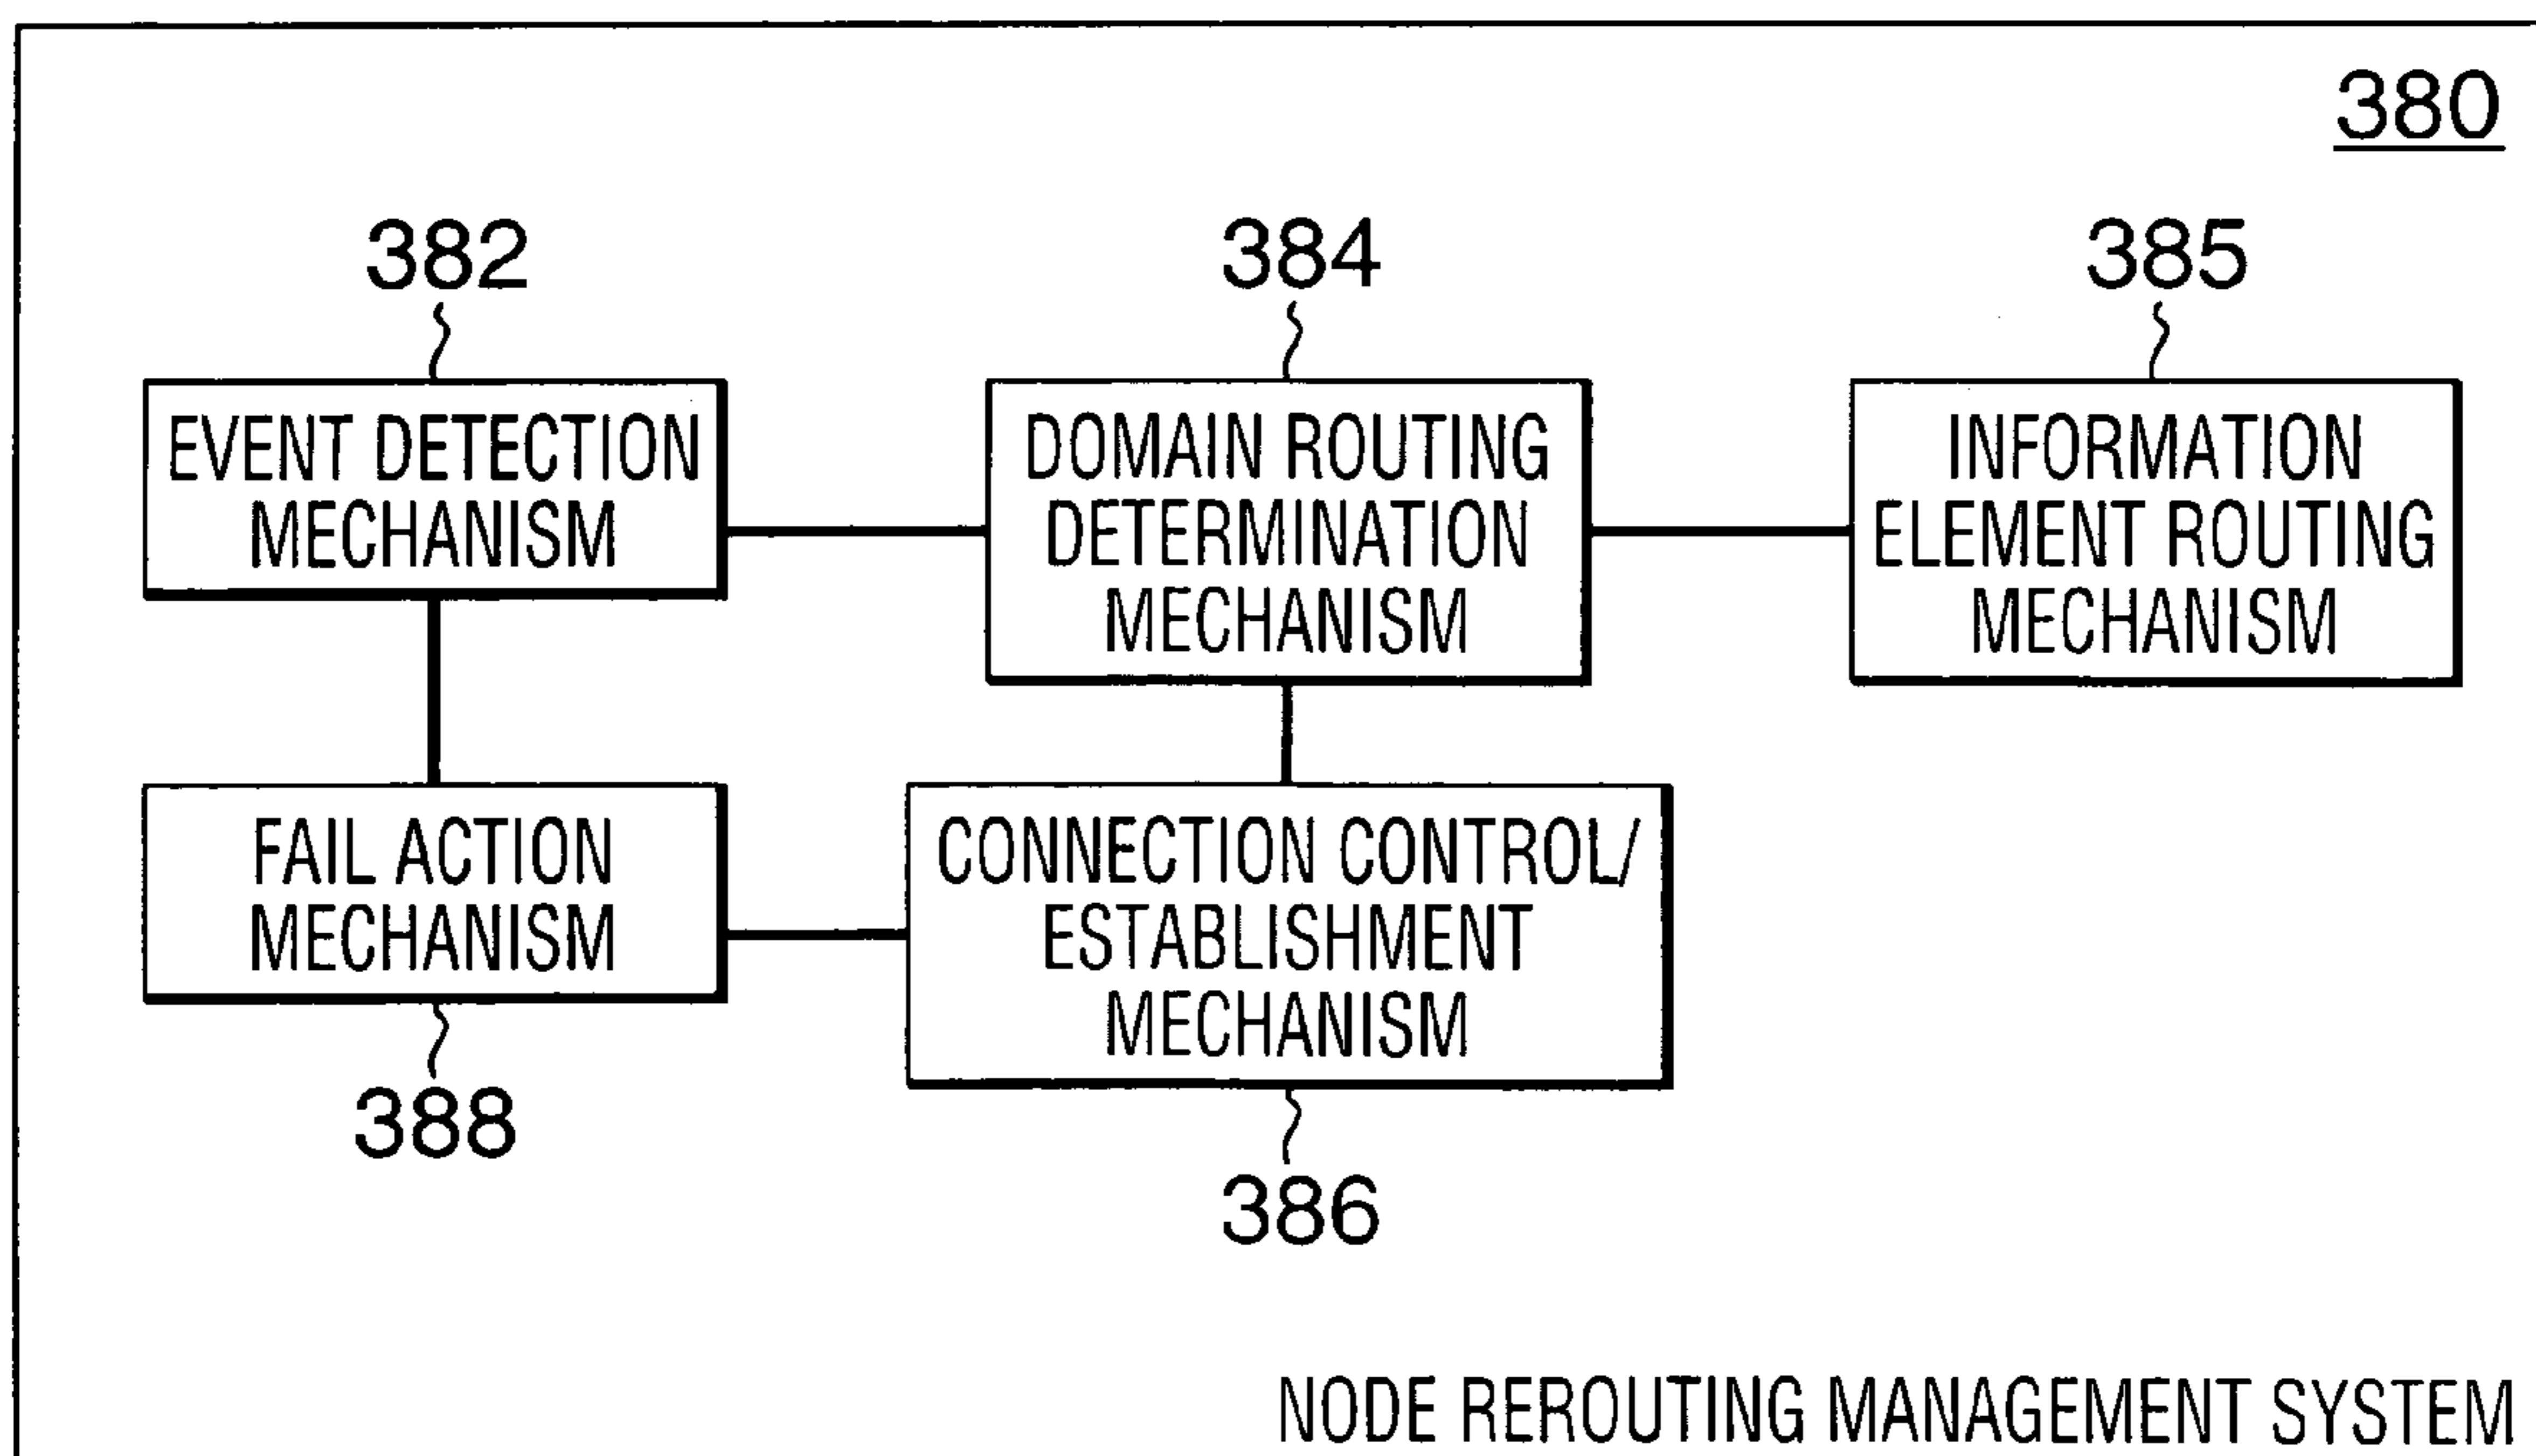 380
382
384
385
EVENT DETECTION
MECHANISM
DOMAIN ROUTING
DETERMINATION
MECHANISM
INFORMATION
ELEMENT ROUTING
MECHANISM
FAIL ACTION
MECHANISM
CONNECTION CONTROL/
ESTABLISHMENT
MECHANISM
388
386
NODE REROUTING MANAGEMENT SYSTEM